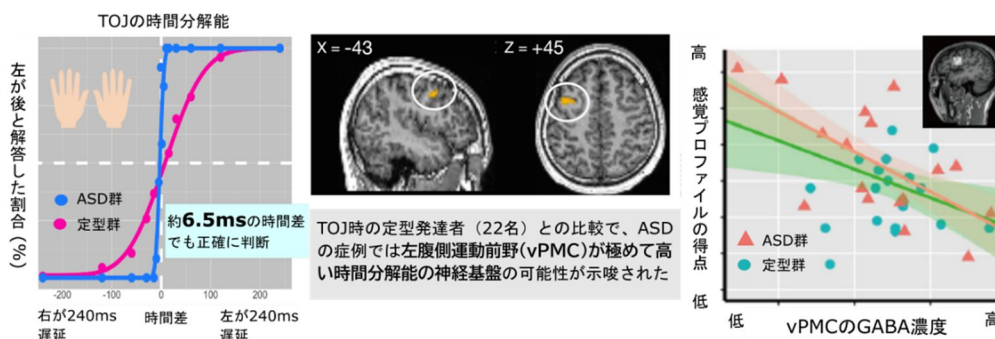 TOJの時間分解能
左が後と解答した割合（%）
ASD群
定型群
約6.5msの時間差
でも正確に判断
-200
-100
0
100
200
右が240ms
遅延
時間差
左が240ms
遅延
X = -43
Z = +45
TOJ時の定型発達者（22名）との比較で、ASD
の症例では左腹側運動前野(vPMC)が極めて高
い時間分解能の神経基盤の可能性が示唆された
高
感覚プロファイルの得点
低
ASD群
定型群
低
高
vPMCのGABA濃度